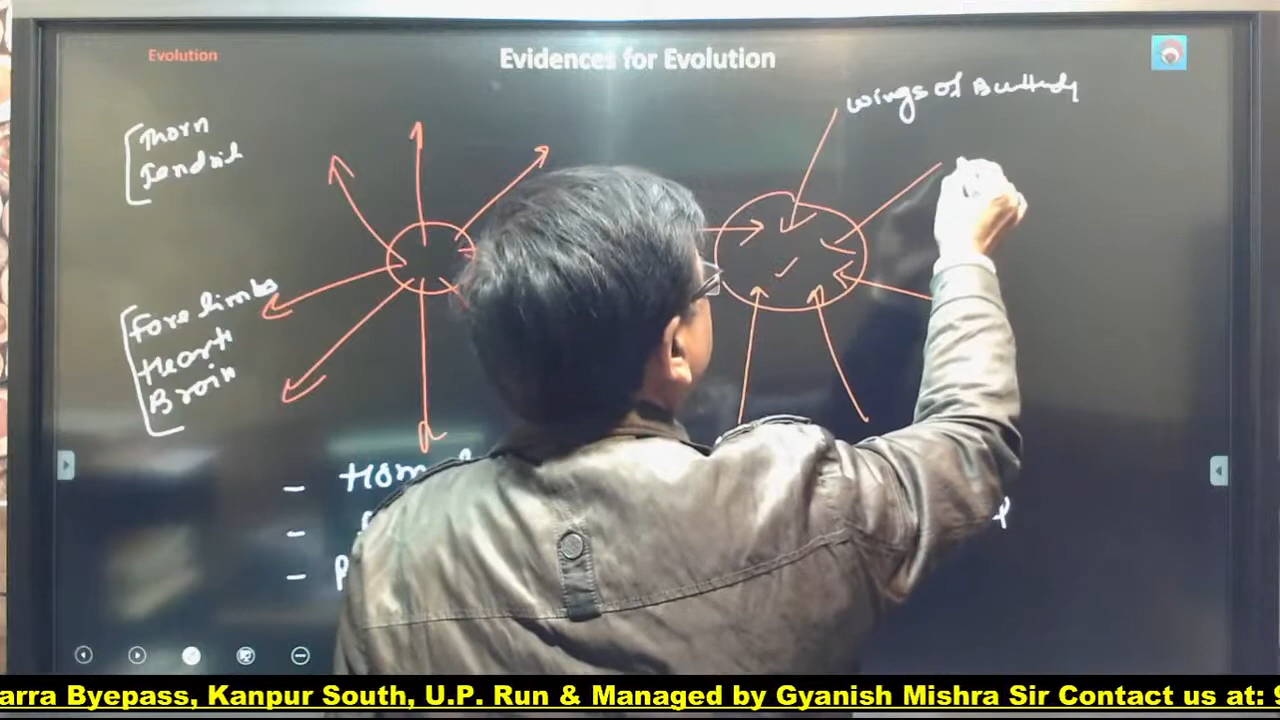 Evolution
Evidences for Evolution
Wings of Butterfly
Thorn
Tendril
Fore limbs
Heart
Brain
arra Byepass, Kanpur South, U.P. Run & Managed by Gyanish Mishra Sir Contact us at: 9